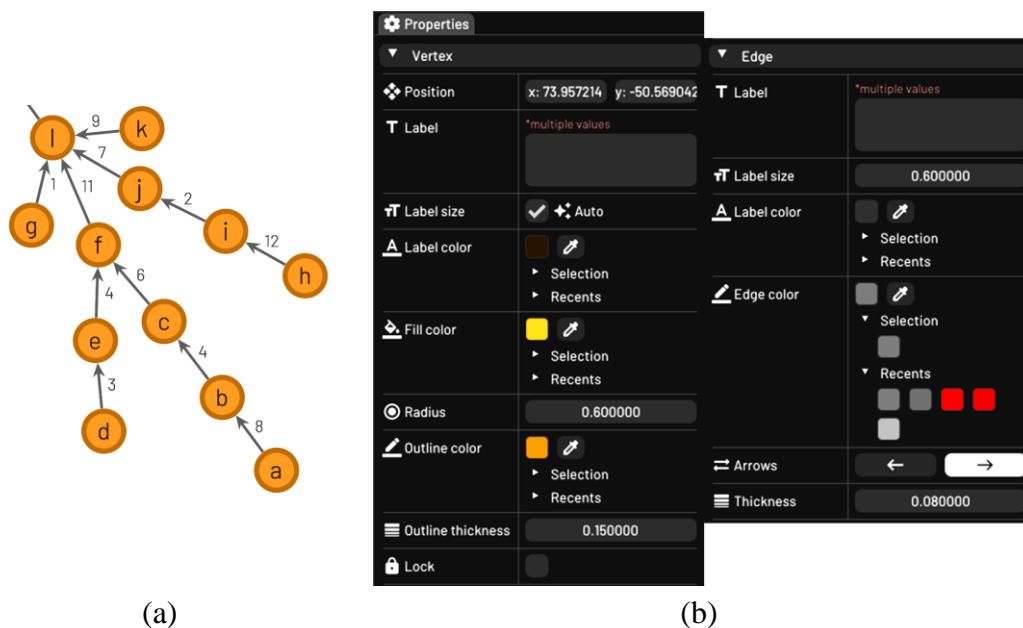 l
9
k
7
j
1
11
2
g
f
i
12
h
6
4
c
e
4
3
b
d
8
a
(a)
Properties
Vertex
Position x: 73.957214 y: -50.569042
T Label *multiple values
TT Label size Auto
A Label color
Selection
Recents
Fill color
Selection
Recents
Radius 0.600000
Outline color
Selection
Recents
Outline thickness 0.150000
Lock
Edge
T Label *multiple values
TT Label size 0.600000
A Label color
Selection
Recents
Edge color
Selection
Recents
Arrows ← →
Thickness 0.080000
(b)